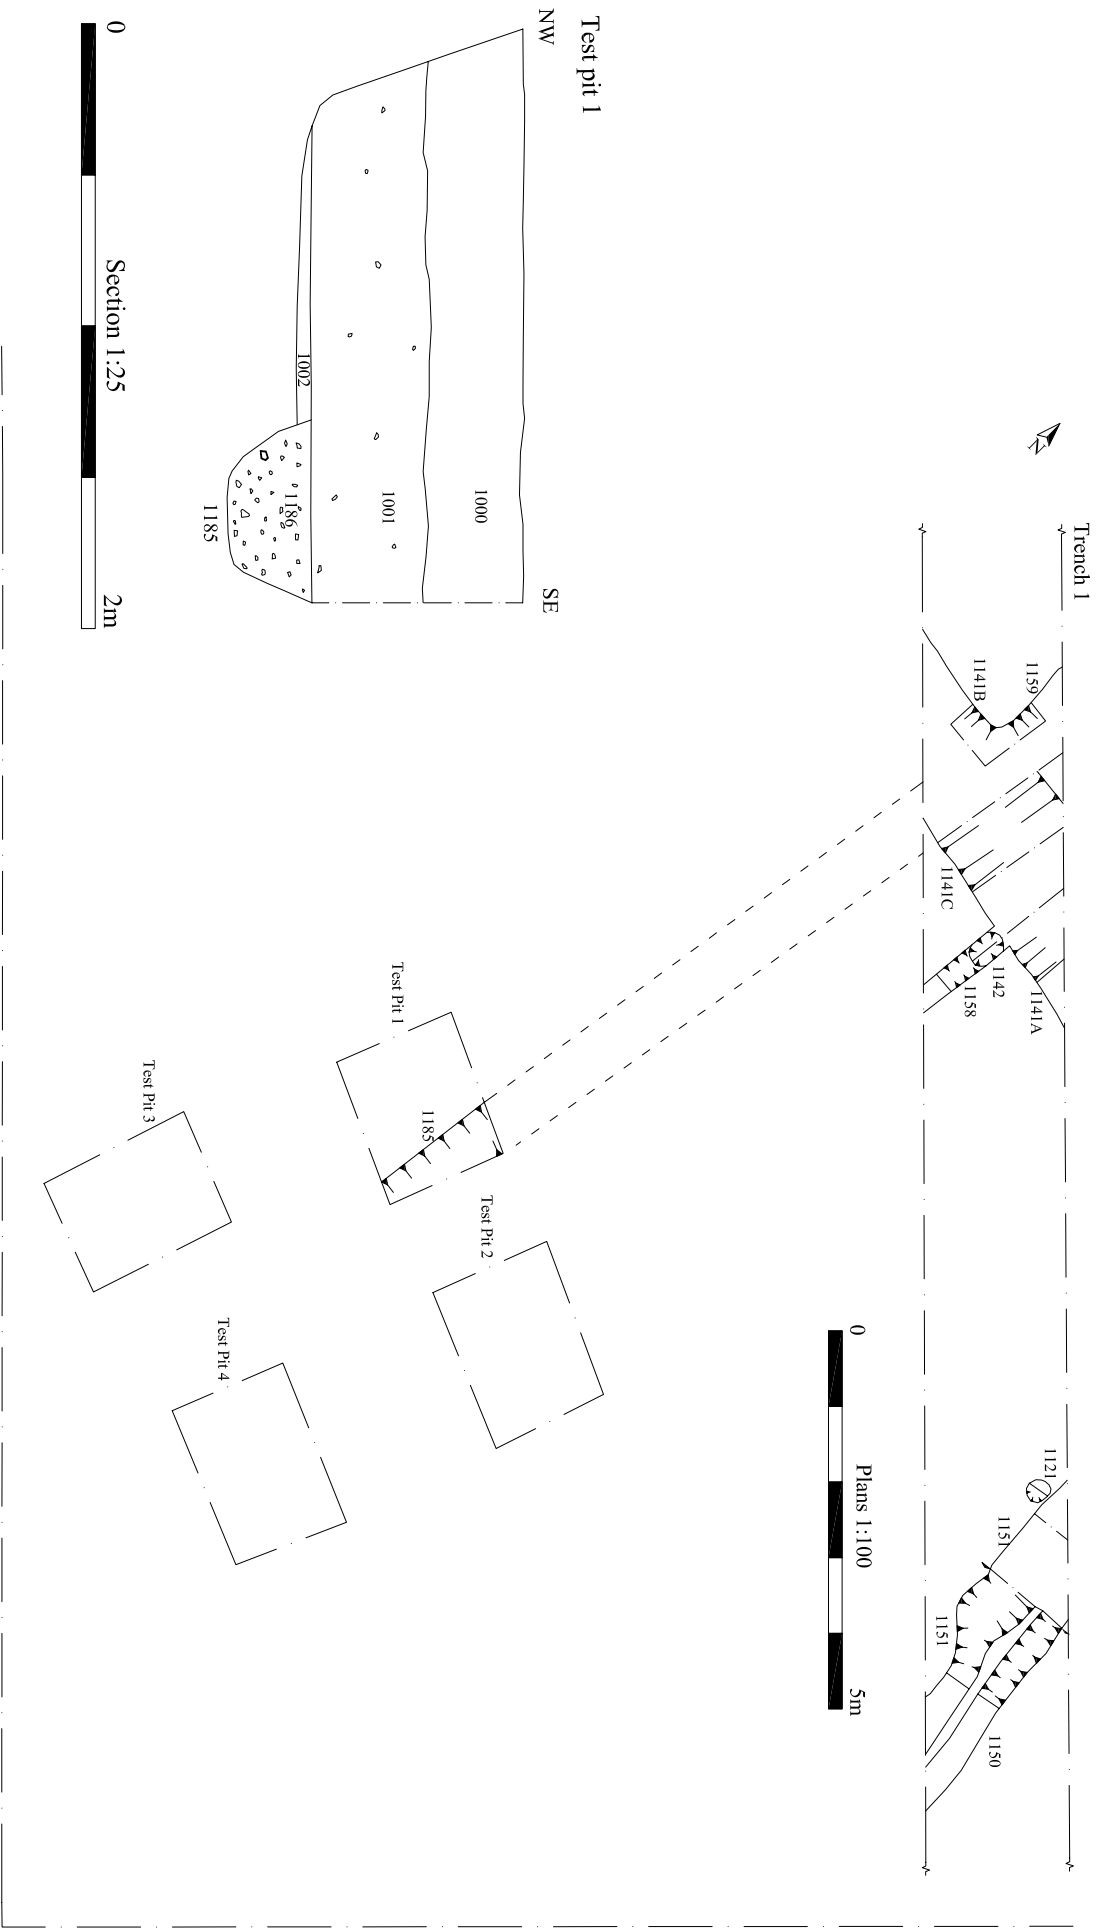 Trench 1
1159
1141B
1141C
1142
1158
1141A
1121
1151
1151
1150
N
0
Plans 1:100
5m
Test Pit 1
1185
Test Pit 2
Test Pit 3
Test Pit 4
Test pit 1
NW
SE
1000
1001
1002
1186
1185
0
Section 1:25
2m